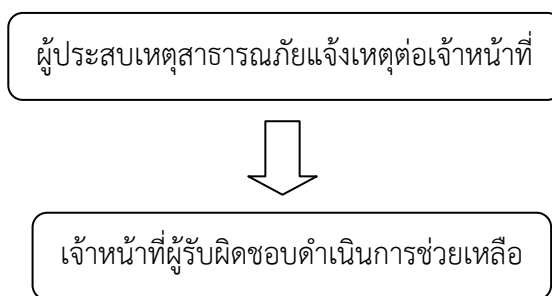 ผู้ประสบเหตุสาธารณภัยแจ้งเหตุต่อเจ้าหน้าที่
เจ้าหน้าที่ผู้รับผิดชอบดำเนินการช่วยเหลือ